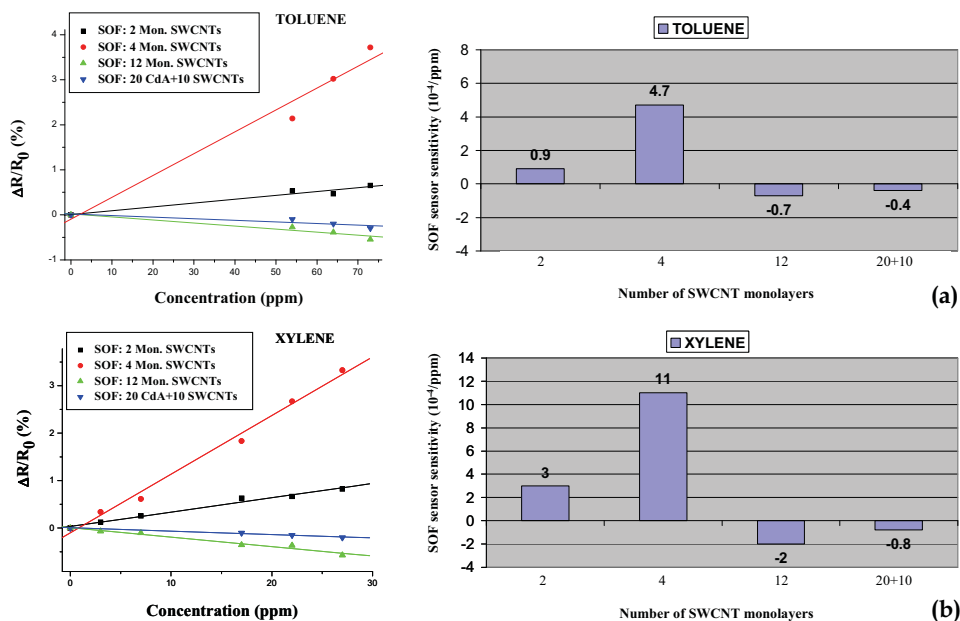 TOLUENE
SOF: 2 Mon. SWCNTs
SOF: 4 Mon. SWCNTs
SOF: 12 Mon. SWCNTs
SOF: 20 CdA+10 SWCNTs
ΔR/R0 (%)
4
3
2
1
0
-1
0 10 20 30 40 50 60 70
Concentration (ppm)
TOLUENE
SOF sensor sensitivity (10-4/ppm)
8
6
4
2
0
-2
-4
0.9
4.7
-0.7
-0.4
2 4 12 20+10
Number of SWCNT monolayers
(a)
XYLENE
SOF: 2 Mon. SWCNTs
SOF: 4 Mon. SWCNTs
SOF: 12 Mon. SWCNTs
SOF: 20 CdA+10 SWCNTs
ΔR/R0 (%)
3
2
1
0
0 10 20 30
Concentration (ppm)
XYLENE
SOF sensor sensitivity (10-4/ppm)
14
12
10
8
6
4
2
0
-2
-4
3
11
-2
-0.8
2 4 12 20+10
Number of SWCNT monolayers
(b)